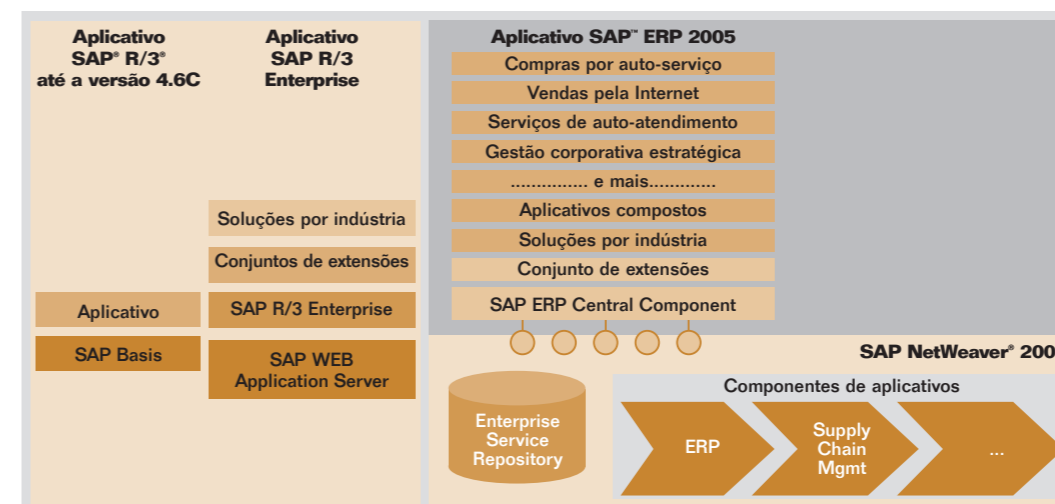 Aplicativo
SAP® R/3®
até a versão 4.6C
Aplicativo
SAP R/3
Enterprise
Soluções por indústria
Conjuntos de extensões
Aplicativo
SAP R/3 Enterprise
SAP Basis
SAP WEB
Application Server
Aplicativo SAP™ ERP 2005
Compras por auto-serviço
Vendas pela Internet
Serviços de auto-atendimento
Gestão corporativa estratégica
............... e mais.............
Aplicativos compostos
Soluções por indústria
Conjunto de extensões
SAP ERP Central Component
SAP NetWeaver® 200
Enterprise
Service
Repository
Componentes de aplicativos
ERP
Supply
Chain
Mgmt
...